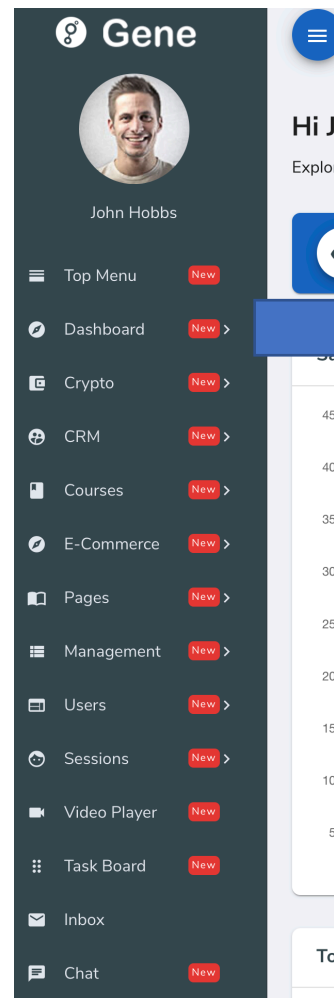 Gene
Hi J
John Hobbs
Explo
Top Menu New
Dashboard New
Crypto New
CRM New
Courses New
E-Commerce New
Pages New
Management New
Users New
Sessions New
Video Player New
Task Board New
Inbox
Chat New
45
40
35
30
25
20
15
10
5
To